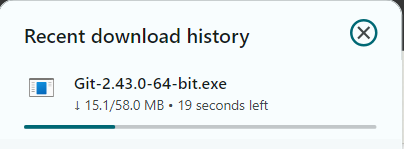 Recent download history
Git-2.43.0-64-bit.exe
↓ 15.1/58.0 MB • 19 seconds left